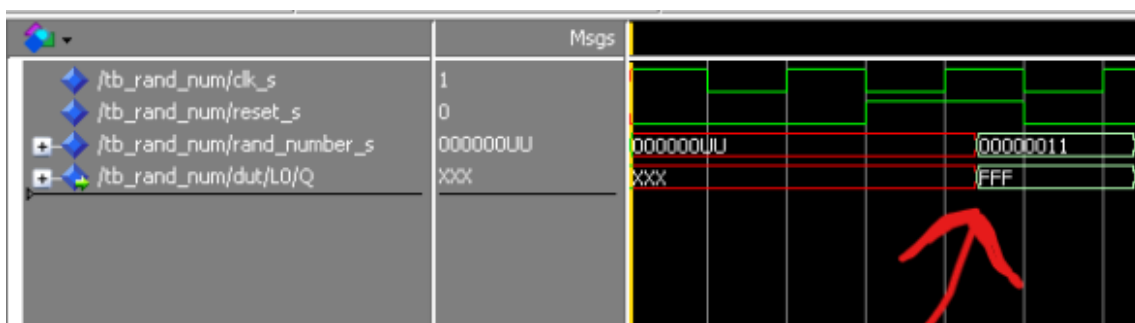 Msgs
/tb_rand_num/clk_s 1
/tb_rand_num/reset_s 0
/tb_rand_num/rand_number_s 000000UU 000000UU 00000011
/tb_rand_num/dut/L0/Q XXX XXX FFF